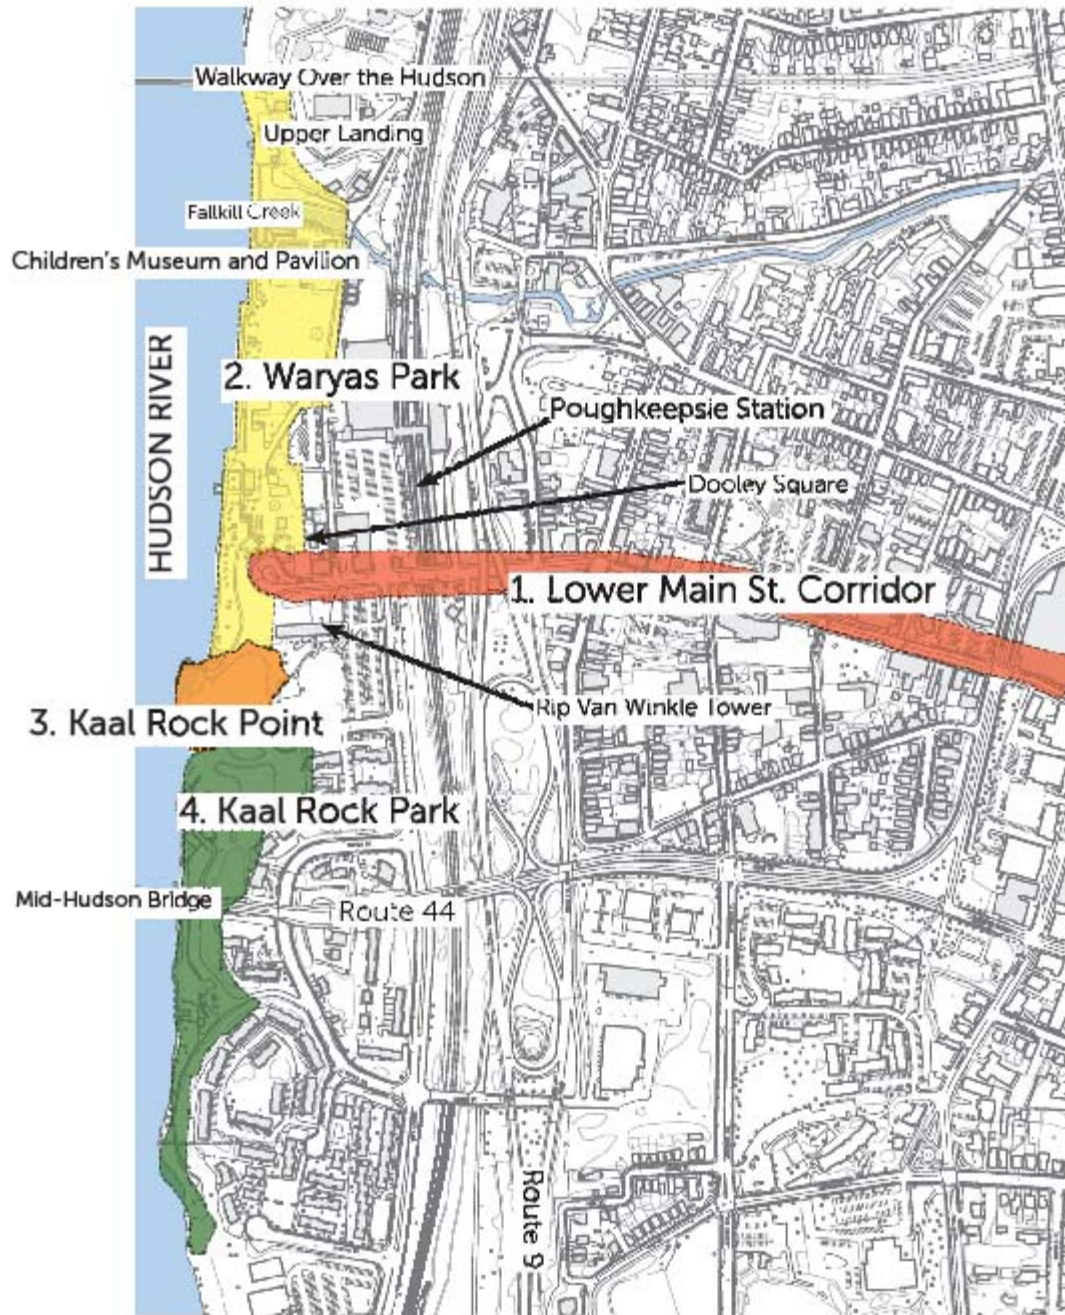 Walkway Over the Hudson
Upper Landing
Fallkill Creek
Children's Museum and Pavilion
HUDSON RIVER
2. Waryas Park
Poughkeepsie Station
Dooley Square
1. Lower Main St. Corridor
Rip Van Winkle Tower
3. Kaal Rock Point
4. Kaal Rock Park
Mid-Hudson Bridge
Route 44
Route 9